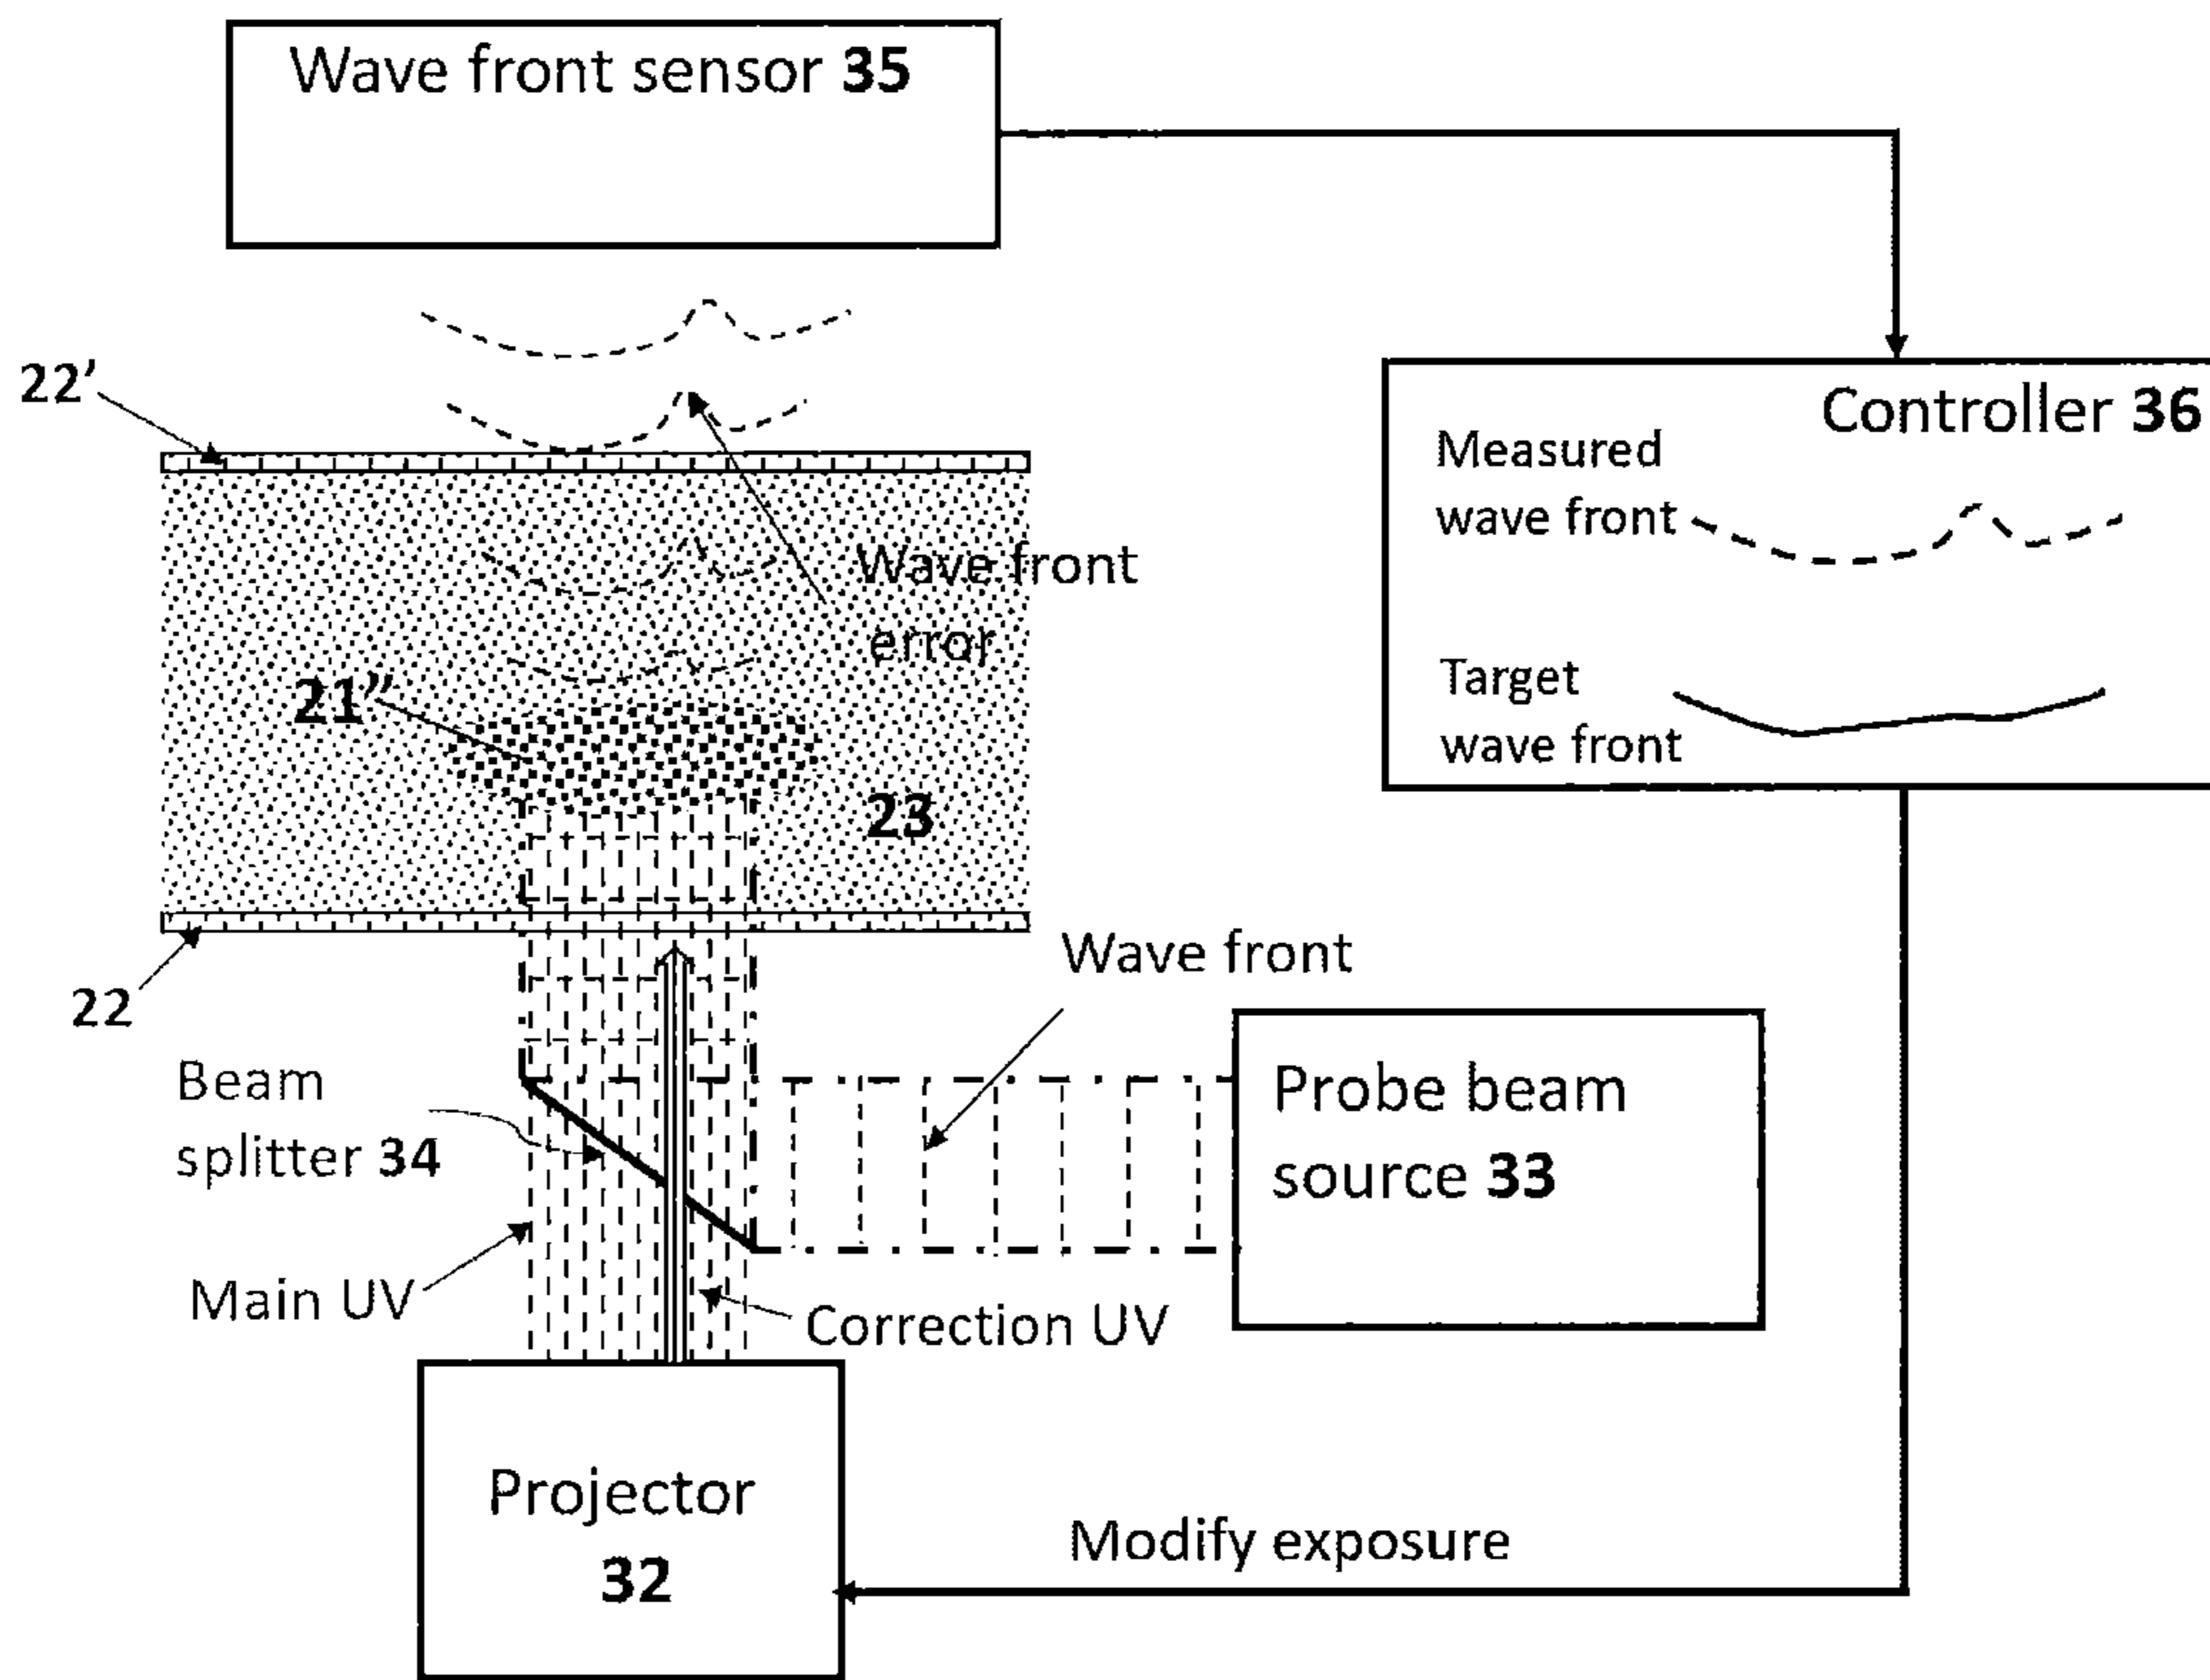 Wave front sensor 35
22’
Controller 36
Measured
wave front
Target
wave front
Wave front
error
21”
23
22
Wave front
Beam
splitter 34
Probe beam
source 33
Main UV
Correction UV
Projector
32
Modify exposure